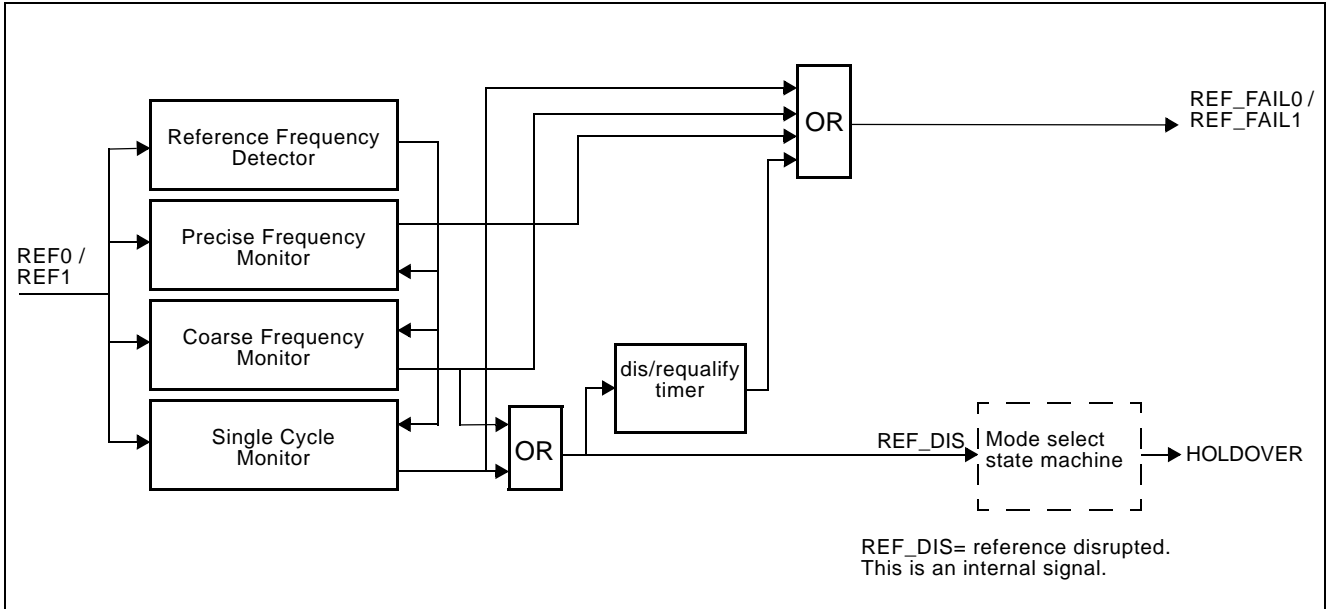 REF0 /
REF1
Reference Frequency
Detector
Precise Frequency
Monitor
Coarse Frequency
Monitor
Single Cycle
Monitor
OR
dis/requalify
timer
OR
REF_FAIL0 /
REF_FAIL1
REF_DIS
Mode select
state machine
HOLDOVER
REF_DIS= reference disrupted.
This is an internal signal.